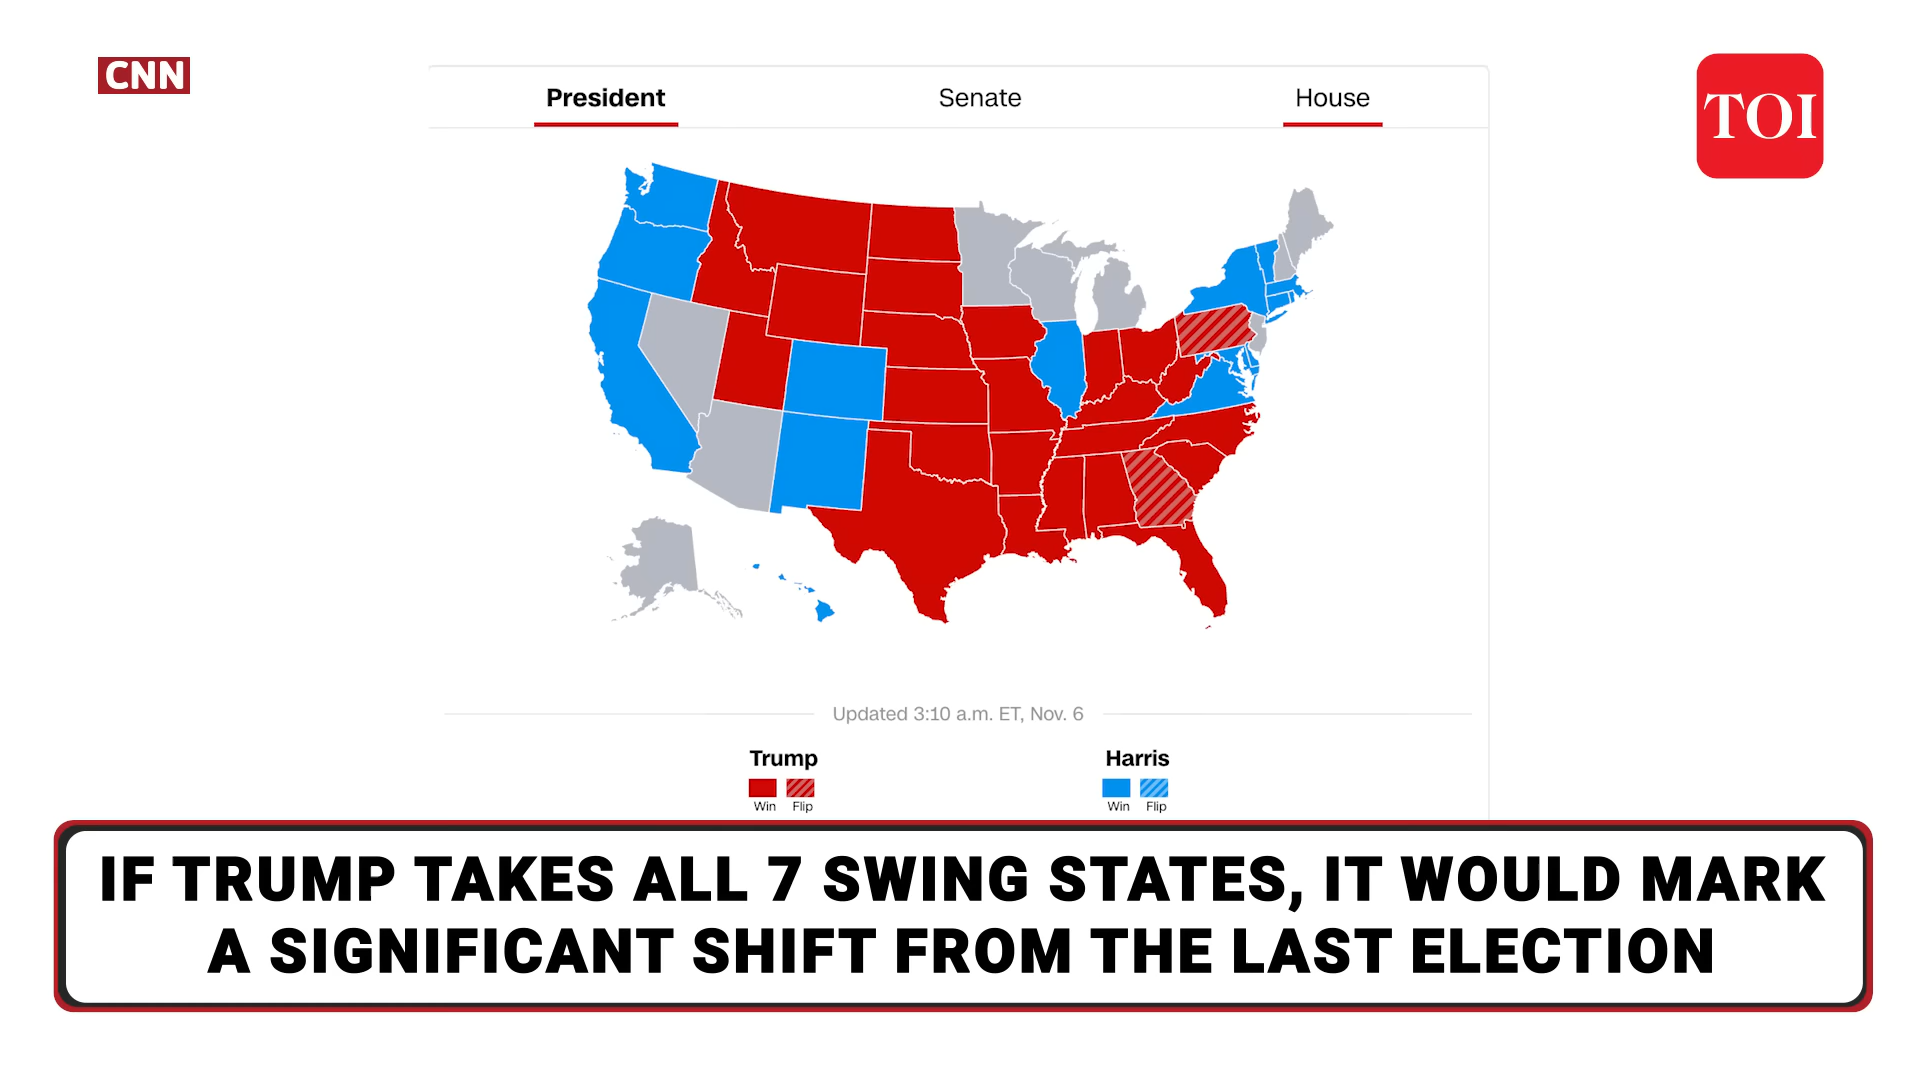 CNN
TOI
President
Senate
House
Updated 3:10 a.m. ET, Nov. 6
Trump
Harris
Win
Flip
Win
Flip
IF TRUMP TAKES ALL 7 SWING STATES, IT WOULD MARK
A SIGNIFICANT SHIFT FROM THE LAST ELECTION